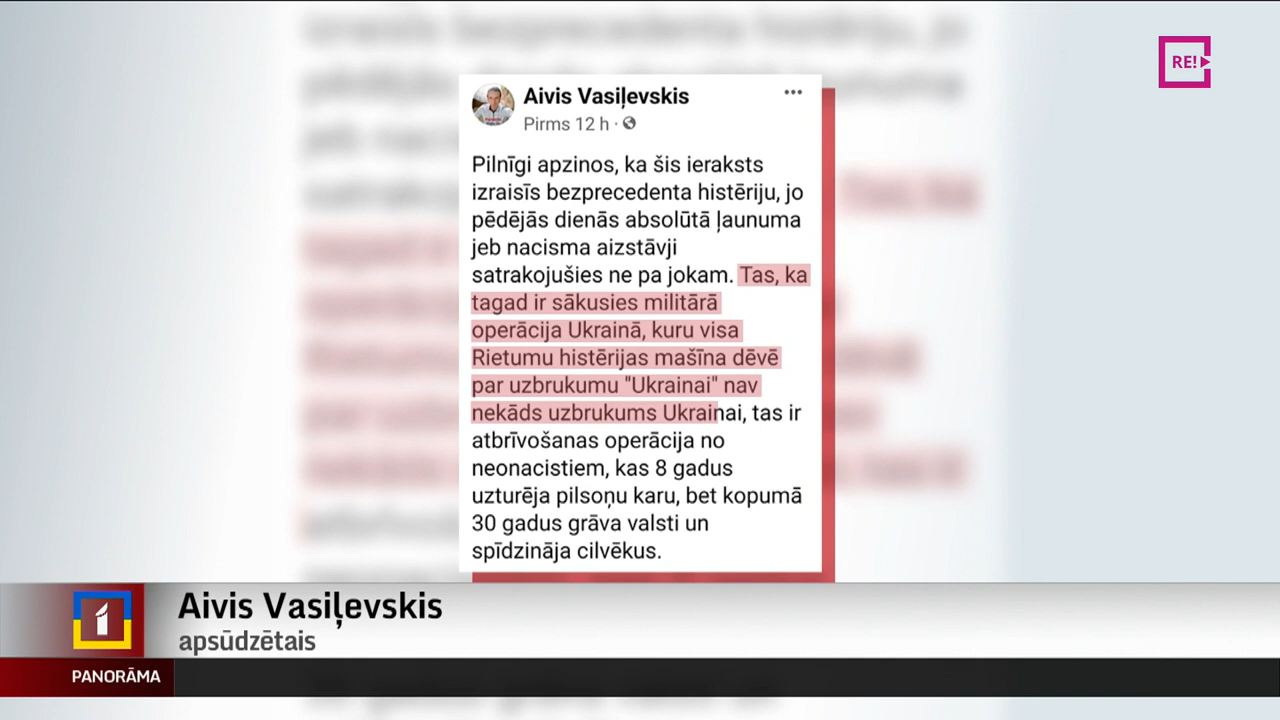 RE!
Aivis Vasiļevskis
Pirms 12 h ·
Pilnīgi apzinos, ka šis ieraksts
izraisīs bezprecedenta histēriju, jo
pēdējās dienās absolūtā ļaunuma
jeb nacisma aizstāvji
satrakojušies ne pa jokam. Tas, ka
tagad ir sākusies militārā
operācija Ukrainā, kuru visa
Rietumu histērijas mašīna dēvē
par uzbrukumu "Ukrainai" nav
nekāds uzbrukums Ukrainai, tas ir
atbrīvošanas operācija no
neonacistiem, kas 8 gadus
uzturēja pilsoņu karu, bet kopumā
30 gadus grāva valsti un
spīdzināja cilvēkus.
1
Aivis Vasiļevskis
apsūdzētais
PANORĀMA